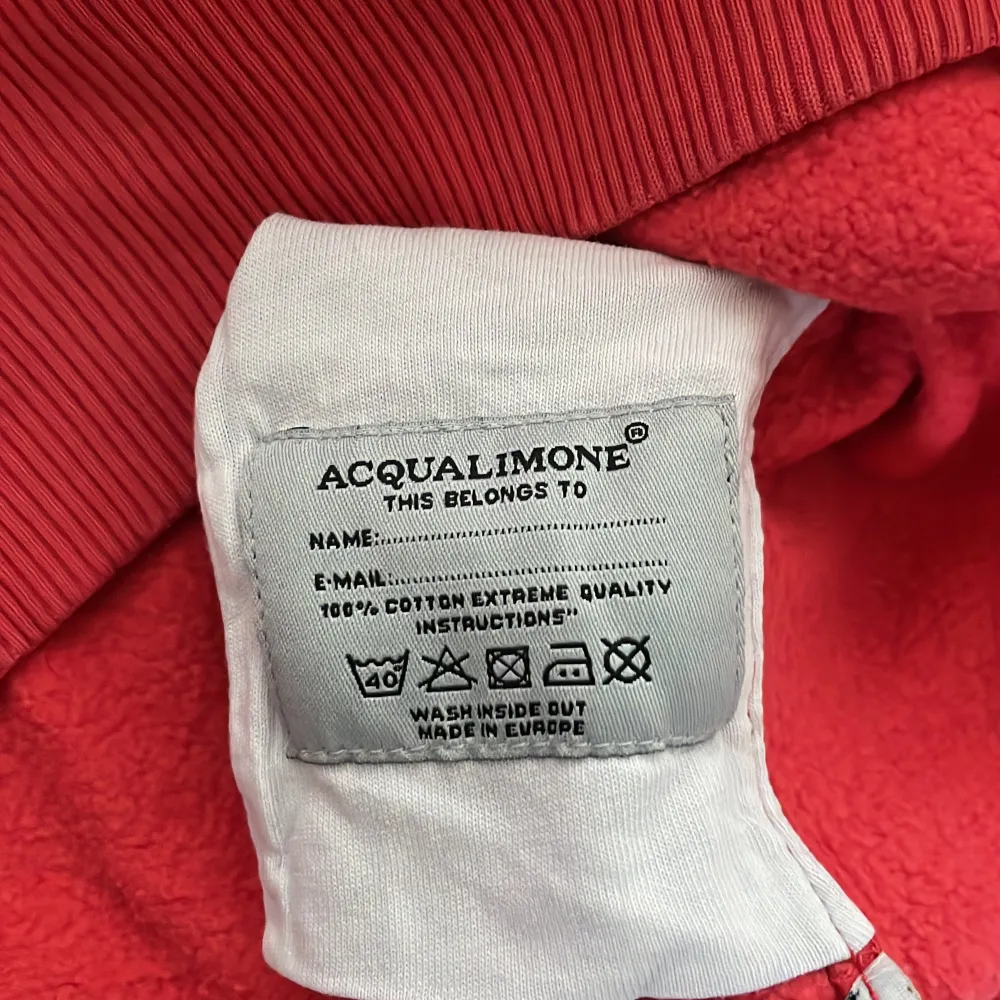 ACQUALIMONE®
THIS BELONGS TO
NAME:..............................
E-MAIL:..............................
100% COTTON EXTREME QUALITY
INSTRUCTIONS"
40°
WASH INSIDE OUT
MADE IN EUROPE